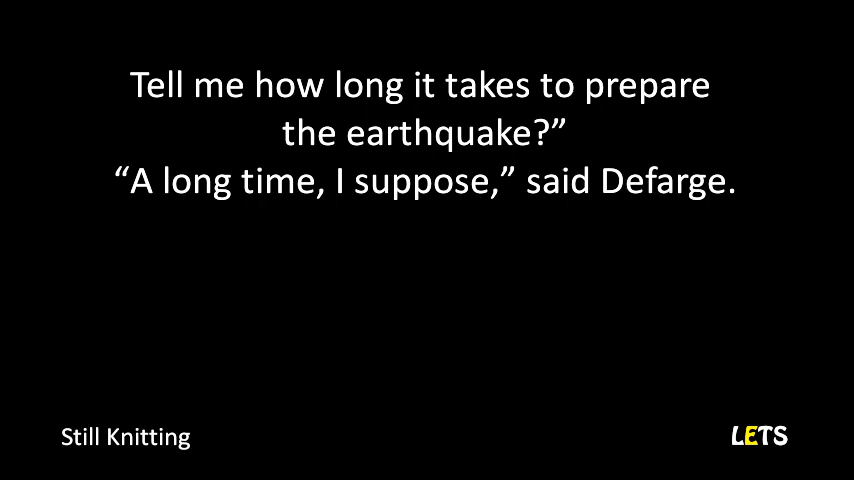 Tell me how long it takes to prepare
the earthquake?”
“A long time, I suppose,” said Defarge.
Still Knitting
LETS